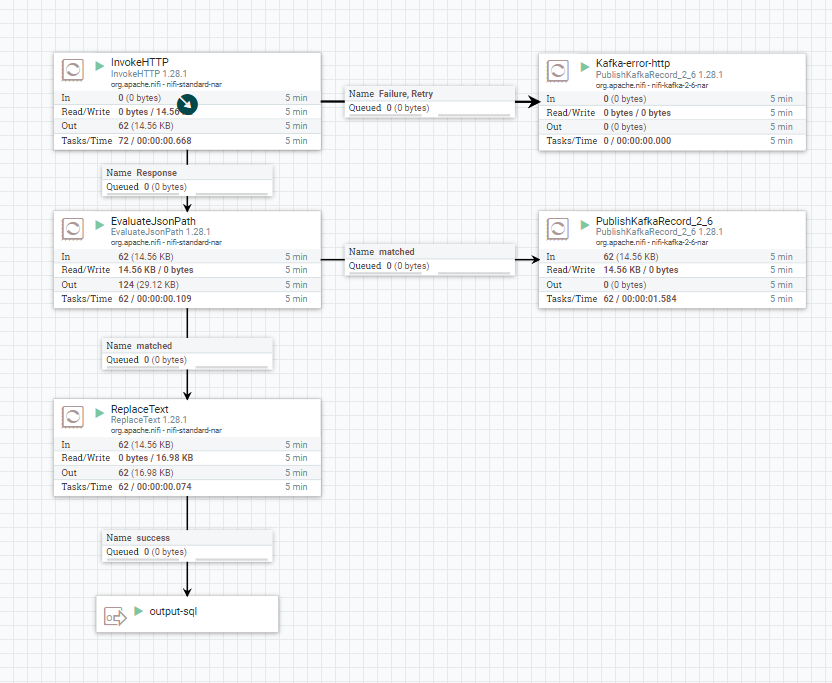 InvokeHTTP
InvokeHTTP 1.28.1
org.apache.nifi - nifi-standard-nar
In 0 (0 bytes) 5 min
Read/Write 0 bytes / 14.56 5 min
Out 62 (14.56 KB) 5 min
Tasks/Time 72 / 00:00:00.668 5 min
Name Failure, Retry
Queued 0 (0 bytes)
Kafka-error-http
PublishKafkaRecord_2_6 1.28.1
org.apache.nifi - nifi-kafka-2-6-nar
In 0 (0 bytes) 5 min
Read/Write 0 bytes / 0 bytes 5 min
Out 0 (0 bytes) 5 min
Tasks/Time 0 / 00:00:00.000 5 min
Name Response
Queued 0 (0 bytes)
EvaluateJsonPath
EvaluateJsonPath 1.28.1
org.apache.nifi - nifi-standard-nar
In 62 (14.56 KB) 5 min
Read/Write 14.56 KB / 0 bytes 5 min
Out 124 (29.12 KB) 5 min
Tasks/Time 62 / 00:00:00.109 5 min
Name matched
Queued 0 (0 bytes)
PublishKafkaRecord_2_6
PublishKafkaRecord_2_6 1.28.1
org.apache.nifi - nifi-kafka-2-6-nar
In 62 (14.56 KB) 5 min
Read/Write 14.56 KB / 0 bytes 5 min
Out 0 (0 bytes) 5 min
Tasks/Time 62 / 00:00:01.584 5 min
Name matched
Queued 0 (0 bytes)
ReplaceText
ReplaceText 1.28.1
org.apache.nifi - nifi-standard-nar
In 62 (14.56 KB) 5 min
Read/Write 0 bytes / 16.98 KB 5 min
Out 62 (16.98 KB) 5 min
Tasks/Time 62 / 00:00:00.074 5 min
Name success
Queued 0 (0 bytes)
output-sql